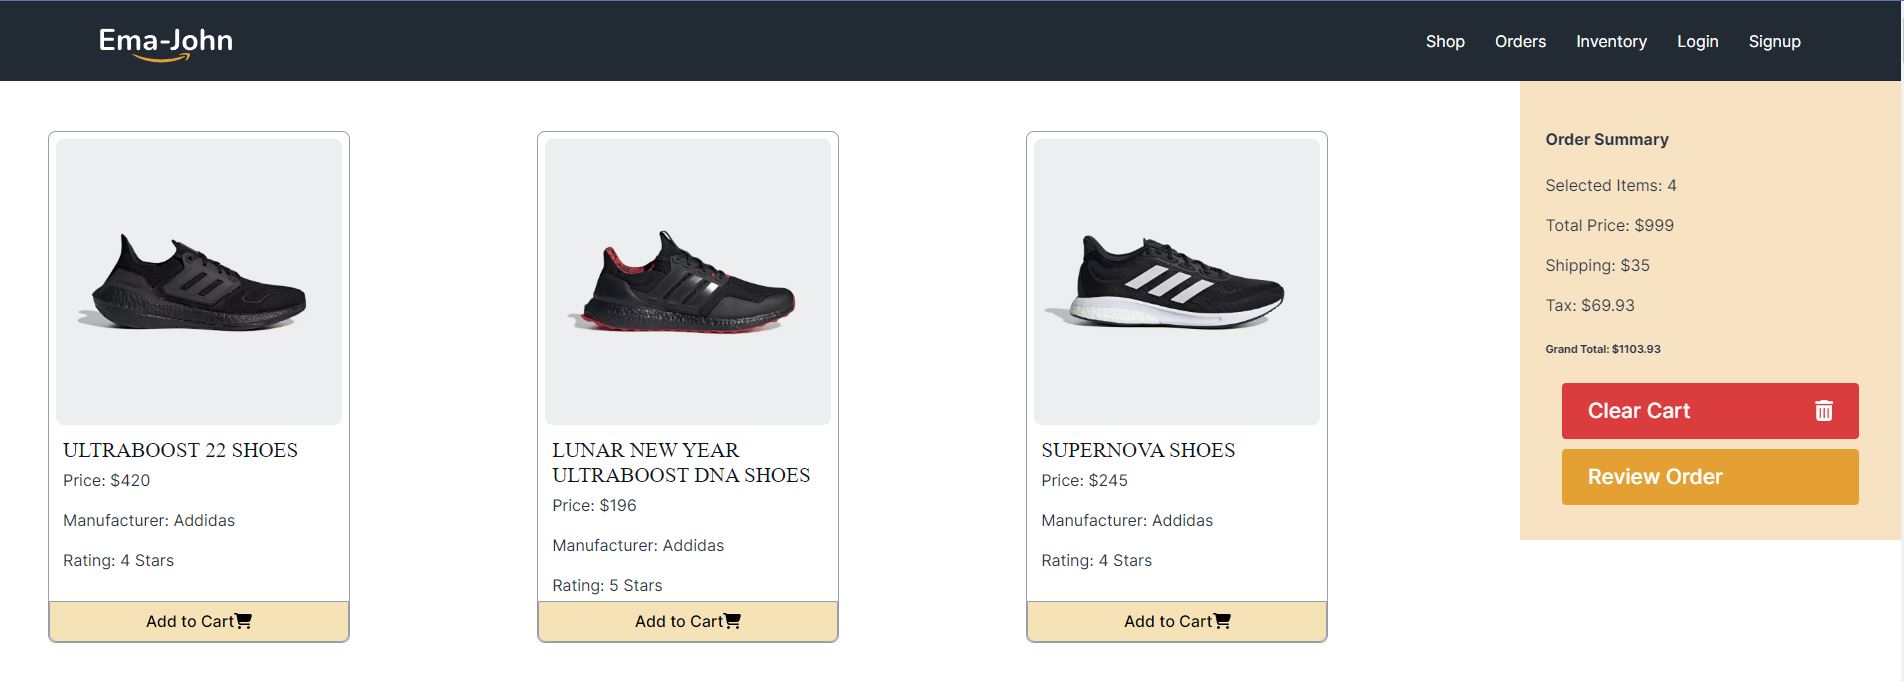 Ema-John
Shop Orders Inventory Login Signup
ULTRABOOST 22 SHOES
Price: $420
Manufacturer: Addidas
Rating: 4 Stars
Add to Cart
LUNAR NEW YEAR
ULTRABOOST DNA SHOES
Price: $196
Manufacturer: Addidas
Rating: 5 Stars
Add to Cart
SUPERNOVA SHOES
Price: $245
Manufacturer: Addidas
Rating: 4 Stars
Add to Cart
Order Summary
Selected Items: 4
Total Price: $999
Shipping: $35
Tax: $69.93
Grand Total: $1103.93
Clear Cart
Review Order